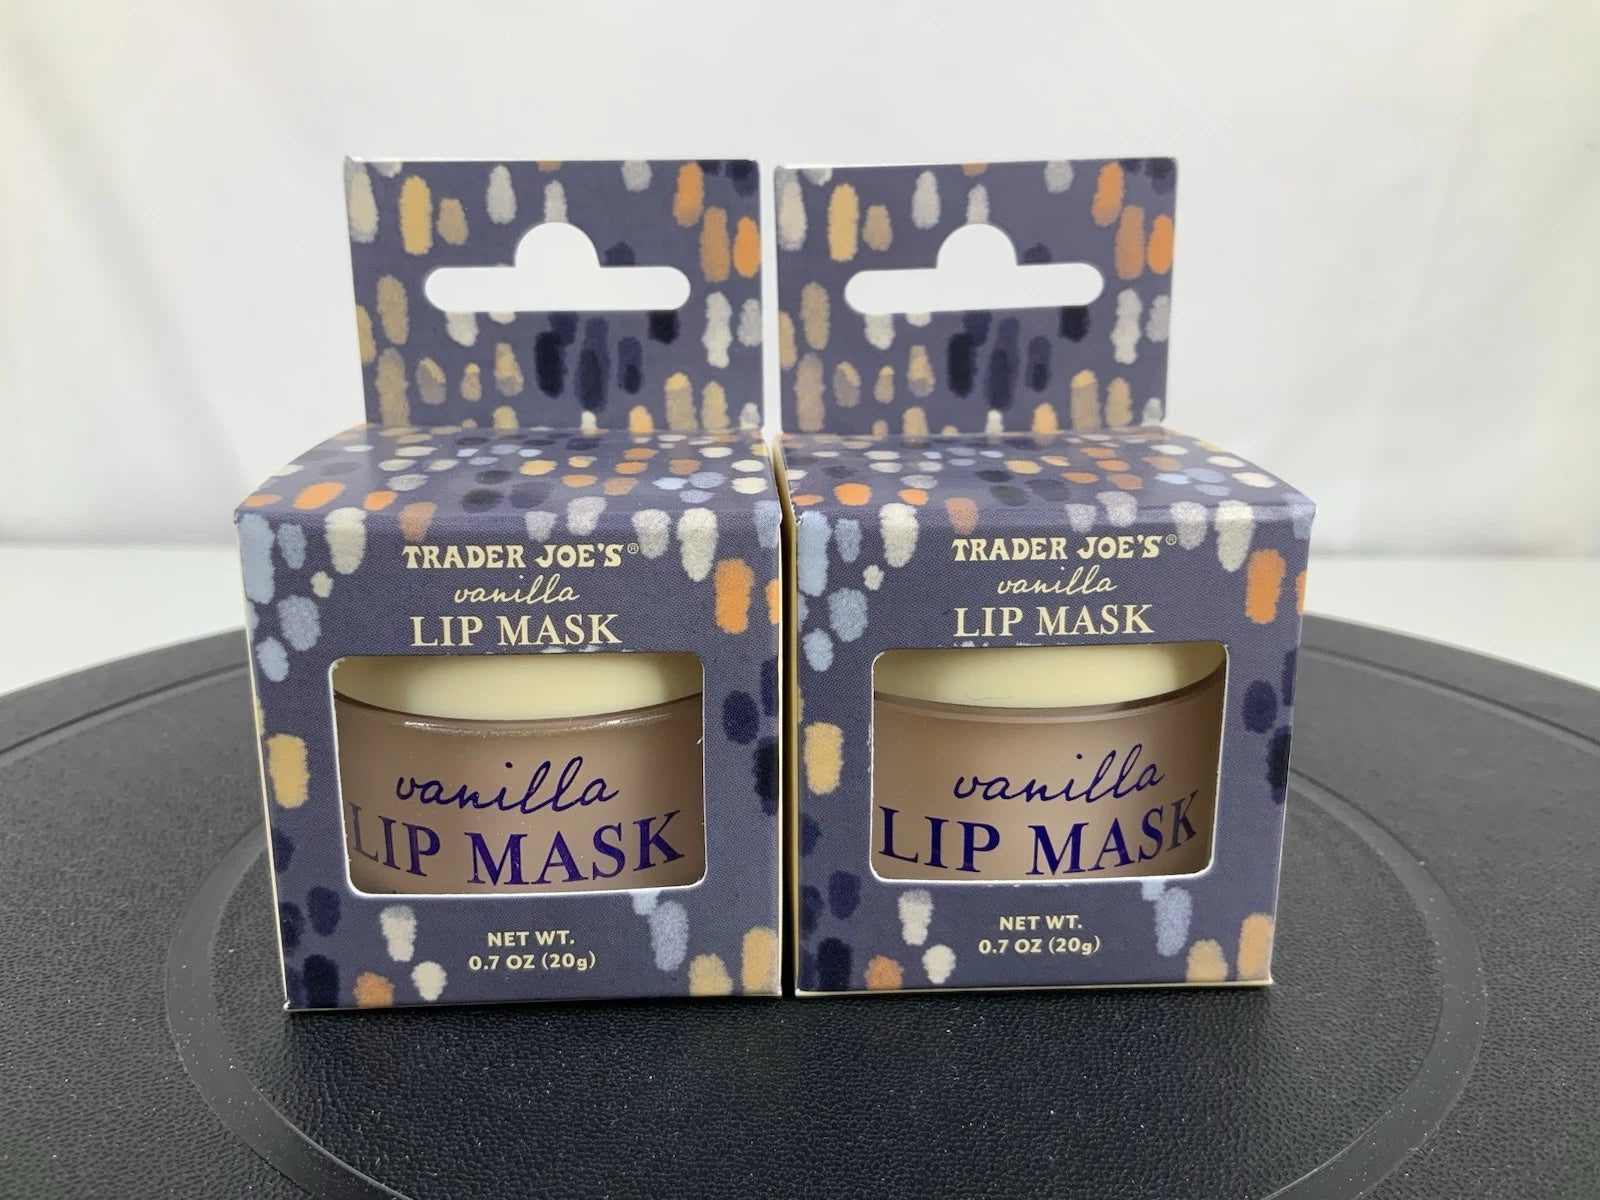 TRADER JOE'S®
vanilla
LIP MASK
vanilla
LIP MASK
NET WT.
0.7 OZ (20g)
TRADER JOE'S®
vanilla
LIP MASK
vanilla
LIP MASK
NET WT.
0.7 OZ (20g)